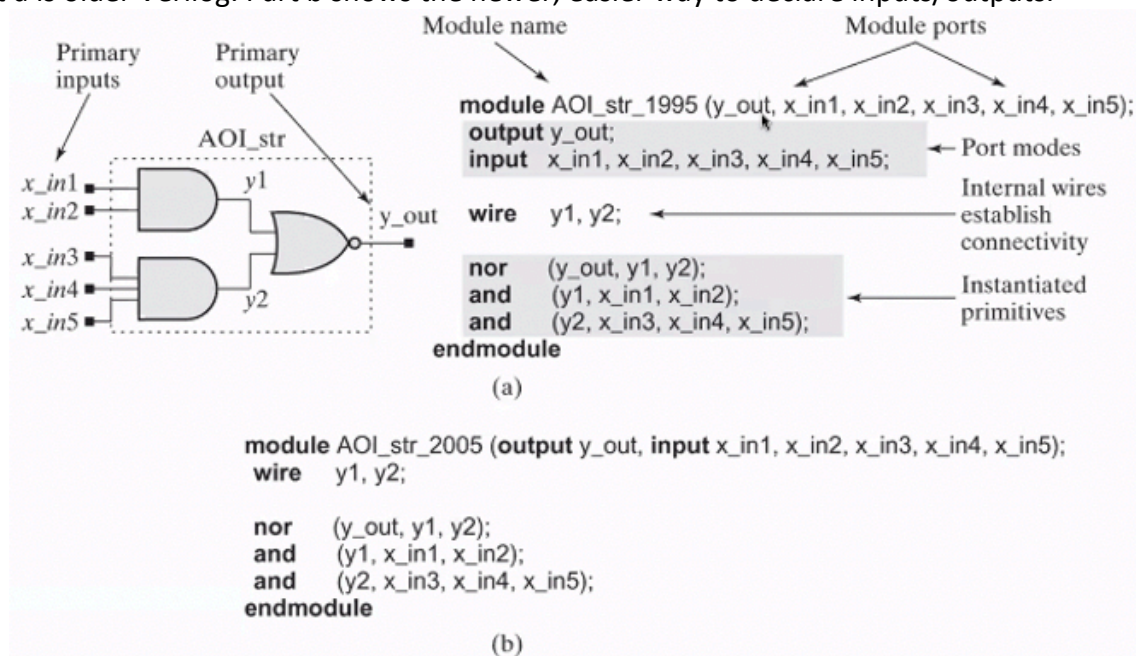 Module name
Module ports
Primary
inputs
Primary
output
AOI_str
x_in1
x_in2
x_in3
x_in4
x_in5
y1
y2
y_out
module AOI_str_1995 (y_out, x_in1, x_in2, x_in3, x_in4, x_in5);
output y_out;
input x_in1, x_in2, x_in3, x_in4, x_in5;
Port modes
wire y1, y2;
Internal wires
establish
connectivity
nor (y_out, y1, y2);
and (y1, x_in1, x_in2);
and (y2, x_in3, x_in4, x_in5);
Instantiated
primitives
endmodule
(a)
module AOI_str_2005 (output y_out, input x_in1, x_in2, x_in3, x_in4, x_in5);
wire y1, y2;
nor (y_out, y1, y2);
and (y1, x_in1, x_in2);
and (y2, x_in3, x_in4, x_in5);
endmodule
(b)